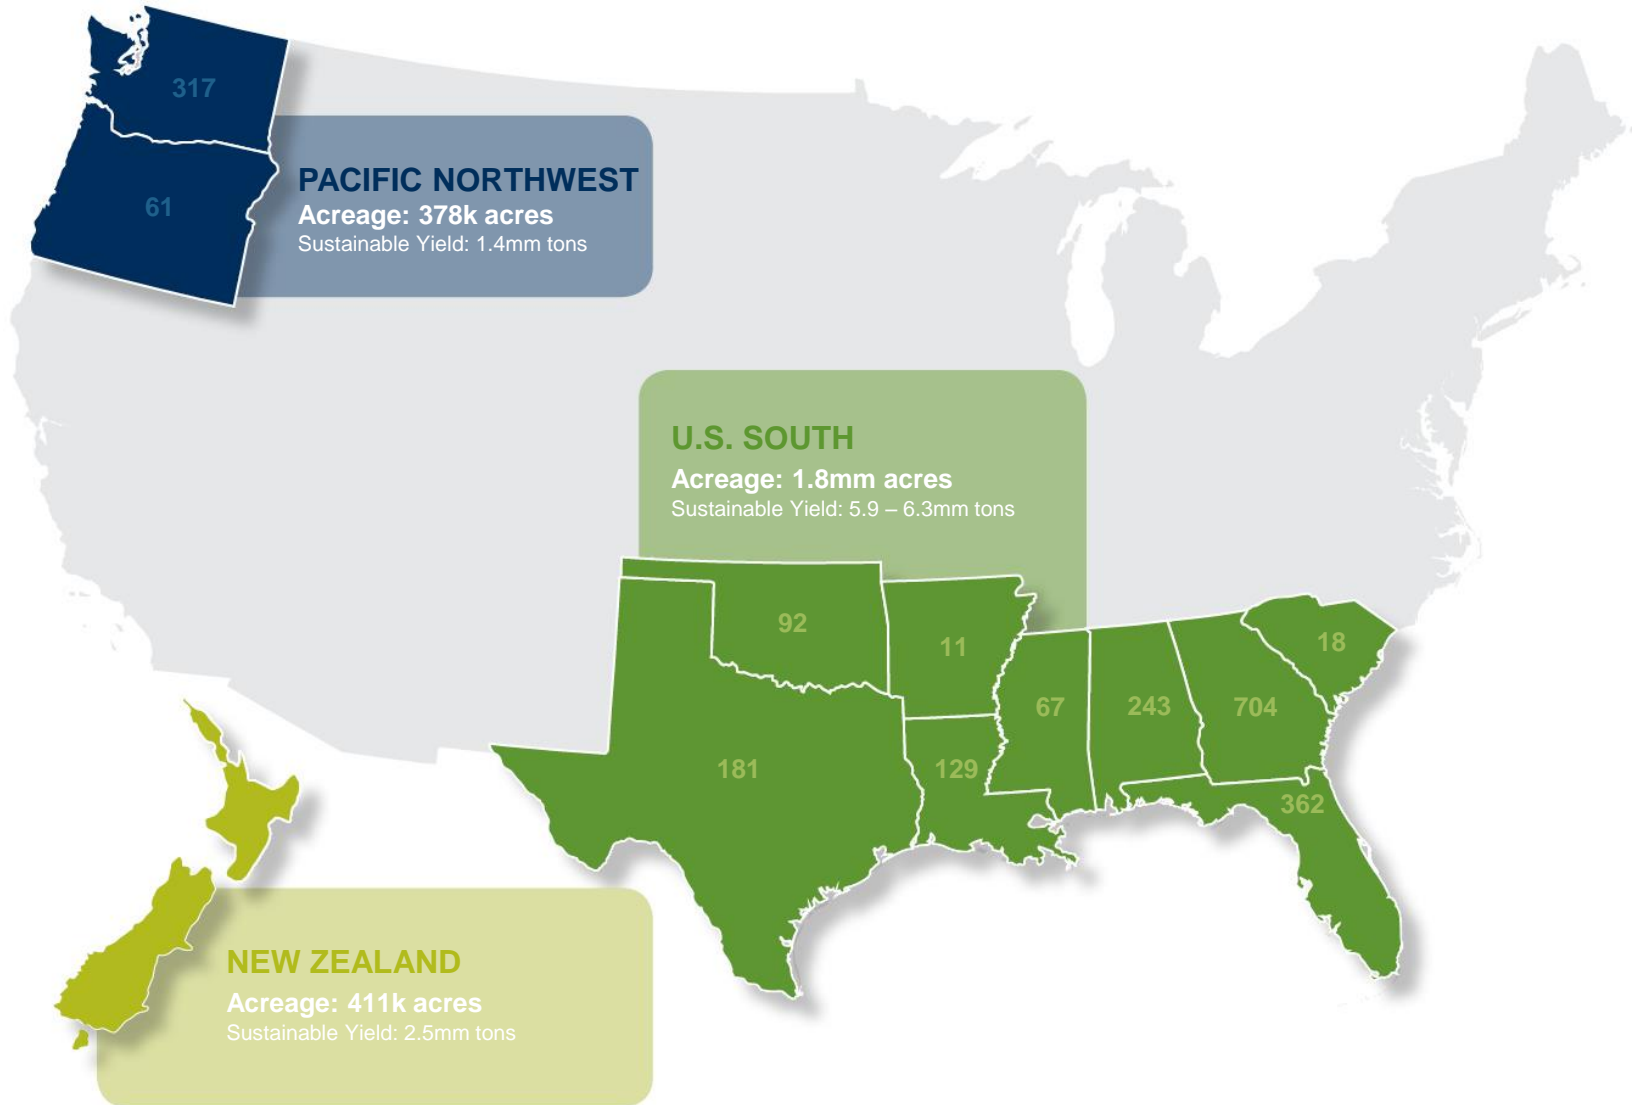 317
61
PACIFIC NORTHWEST
Acreage: 378k acres
Sustainable Yield: 1.4mm tons
U.S. SOUTH
Acreage: 1.8mm acres
Sustainable Yield: 5.9 – 6.3mm tons
92
11
18
67
243
704
181
129
362
NEW ZEALAND
Acreage: 411k acres
Sustainable Yield: 2.5mm tons